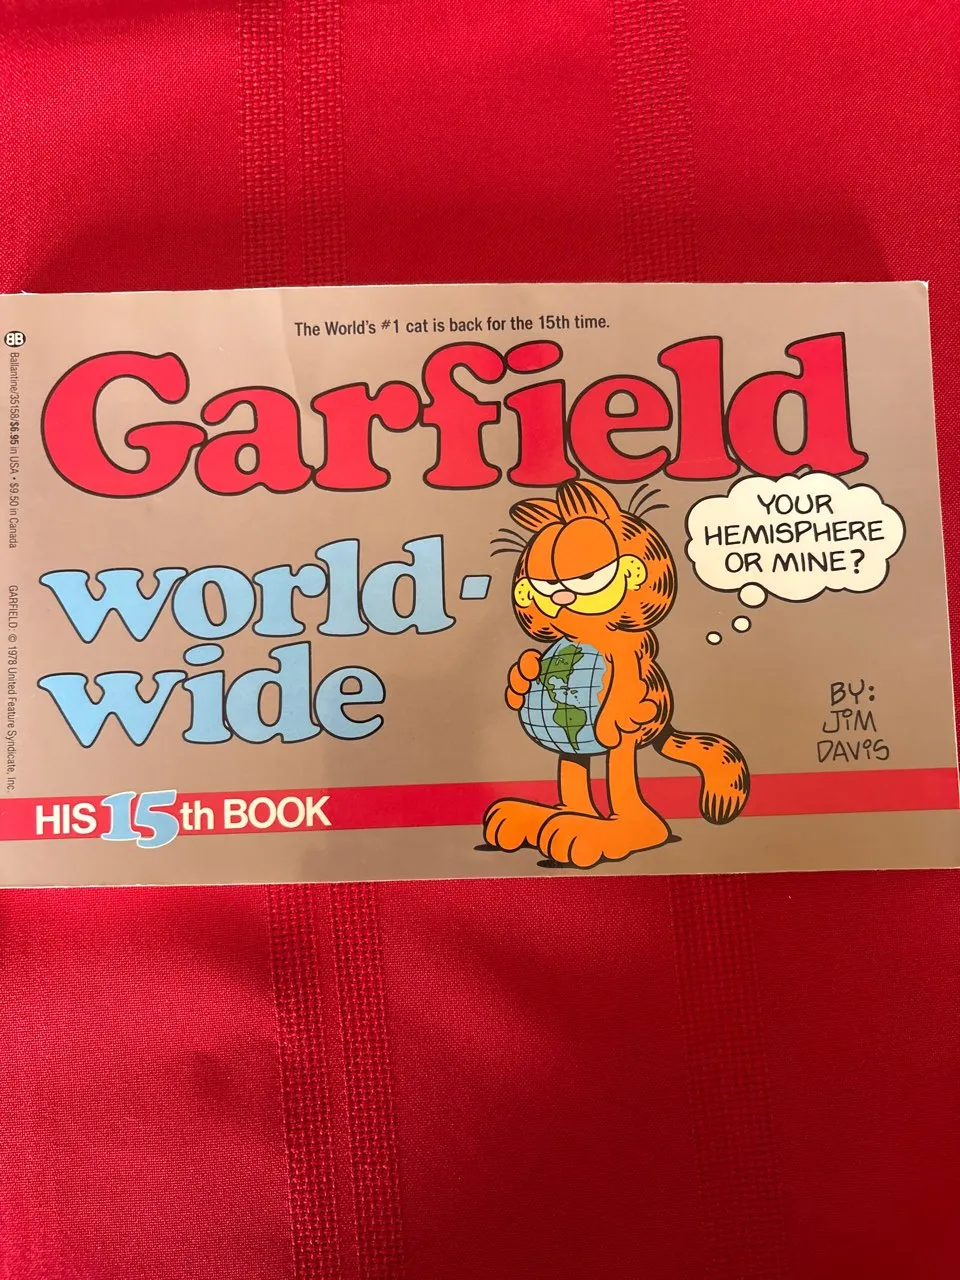 The World's #1 cat is back for the 15th time.
Garfield
world-
wide
YOUR
HEMISPHERE
OR MINE?
BY:
JIM
DAVIS
HIS 15th BOOK
BB
Ballantine/35158/$6.95 in USA • $9.50 in Canada
GARFIELD: © 1978 United Feature Syndicate, Inc.